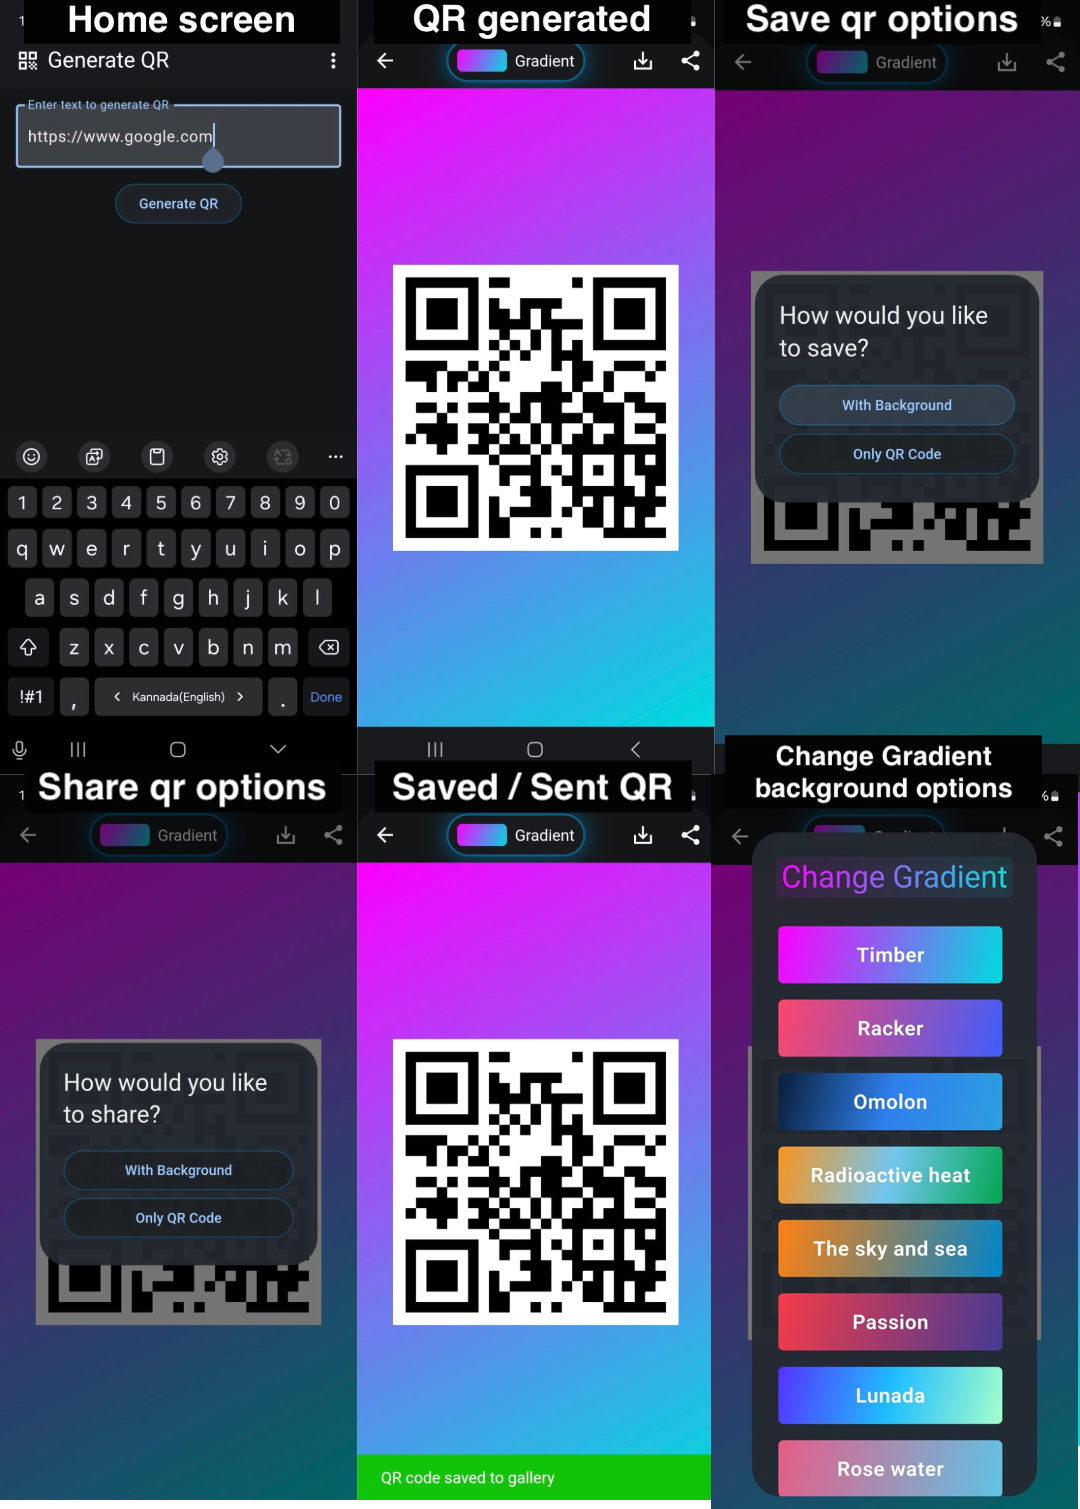 Home screen
Generate QR
Enter text to generate QR
https://www.google.com
Generate QR
1 2 3 4 5 6 7 8 9 0
q w e r t y u i o p
a s d f g h j k l
z x c v b n m
!#1 , < Kannada(English) > . Done
QR generated
Gradient
Save qr options
%
Gradient
How would you like
to save?
With Background
Only QR Code
Share qr options
1
Gradient
How would you like
to share?
With Background
Only QR Code
Saved / Sent QR
Gradient
QR code saved to gallery
Change Gradient
background options
%
Change Gradient
Timber
Racker
Omolon
Radioactive heat
The sky and sea
Passion
Lunada
Rose water